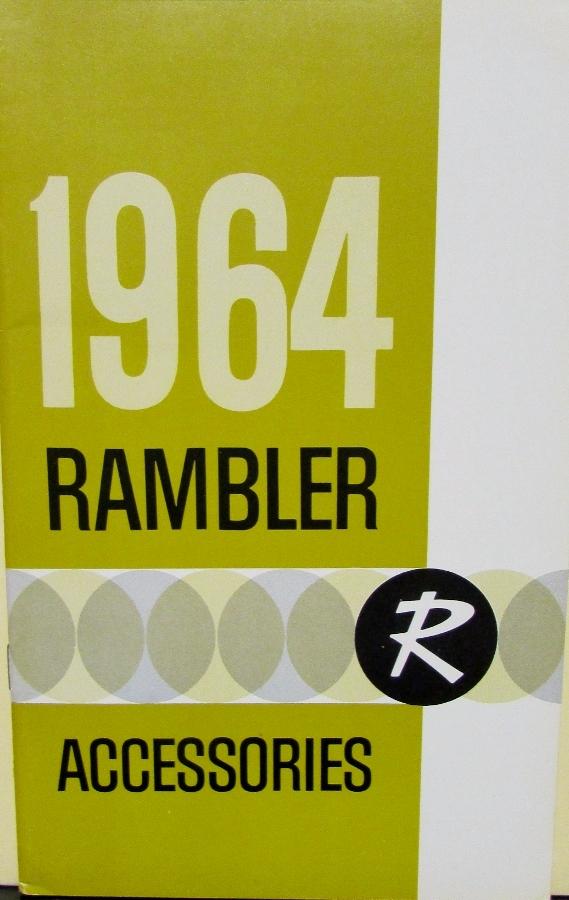 1964
RAMBLER
R
ACCESSORIES